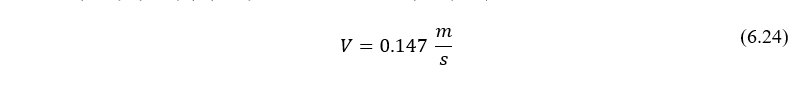 V = 0.147 m/s (6.24)